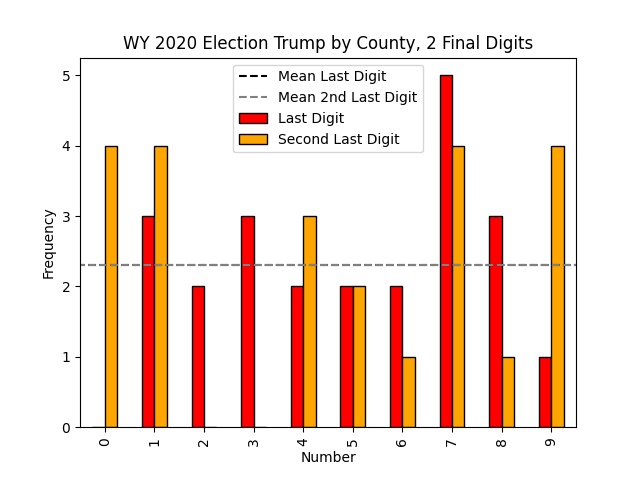 WY 2020 Election Trump by County, 2 Final Digits
Mean Last Digit
Mean 2nd Last Digit
Last Digit
Second Last Digit
Frequency
5
4
3
2
1
0
0 1 2 3 4 5 6 7 8 9
Number